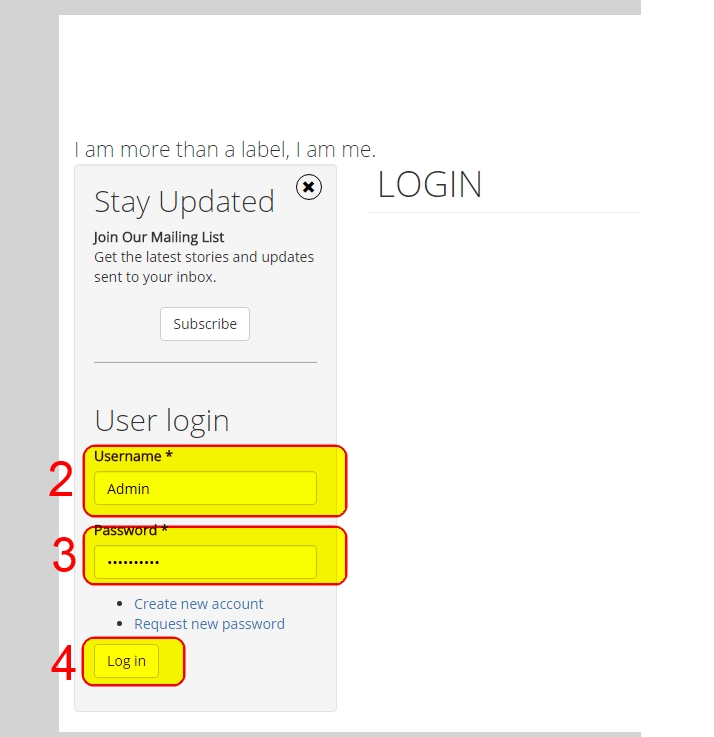 I am more than a label, I am me.
LOGIN
Stay Updated
Join Our Mailing List
Get the latest stories and updates
sent to your inbox.
Subscribe
User login
Username *
2
Admin
Password *
3
••••••••••
Create new account
Request new password
4
Log in